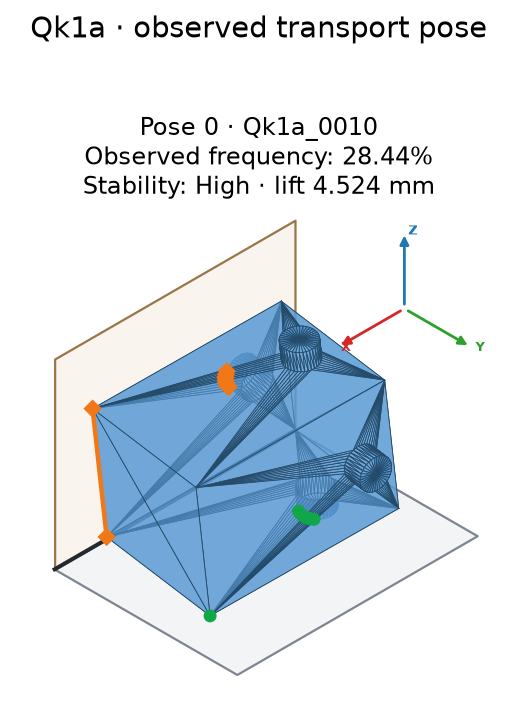 Qk1a · observed transport pose
Pose 0 · Qk1a_0010
Observed frequency: 28.44%
Stability: High · lift 4.524 mm
Z
X
Y